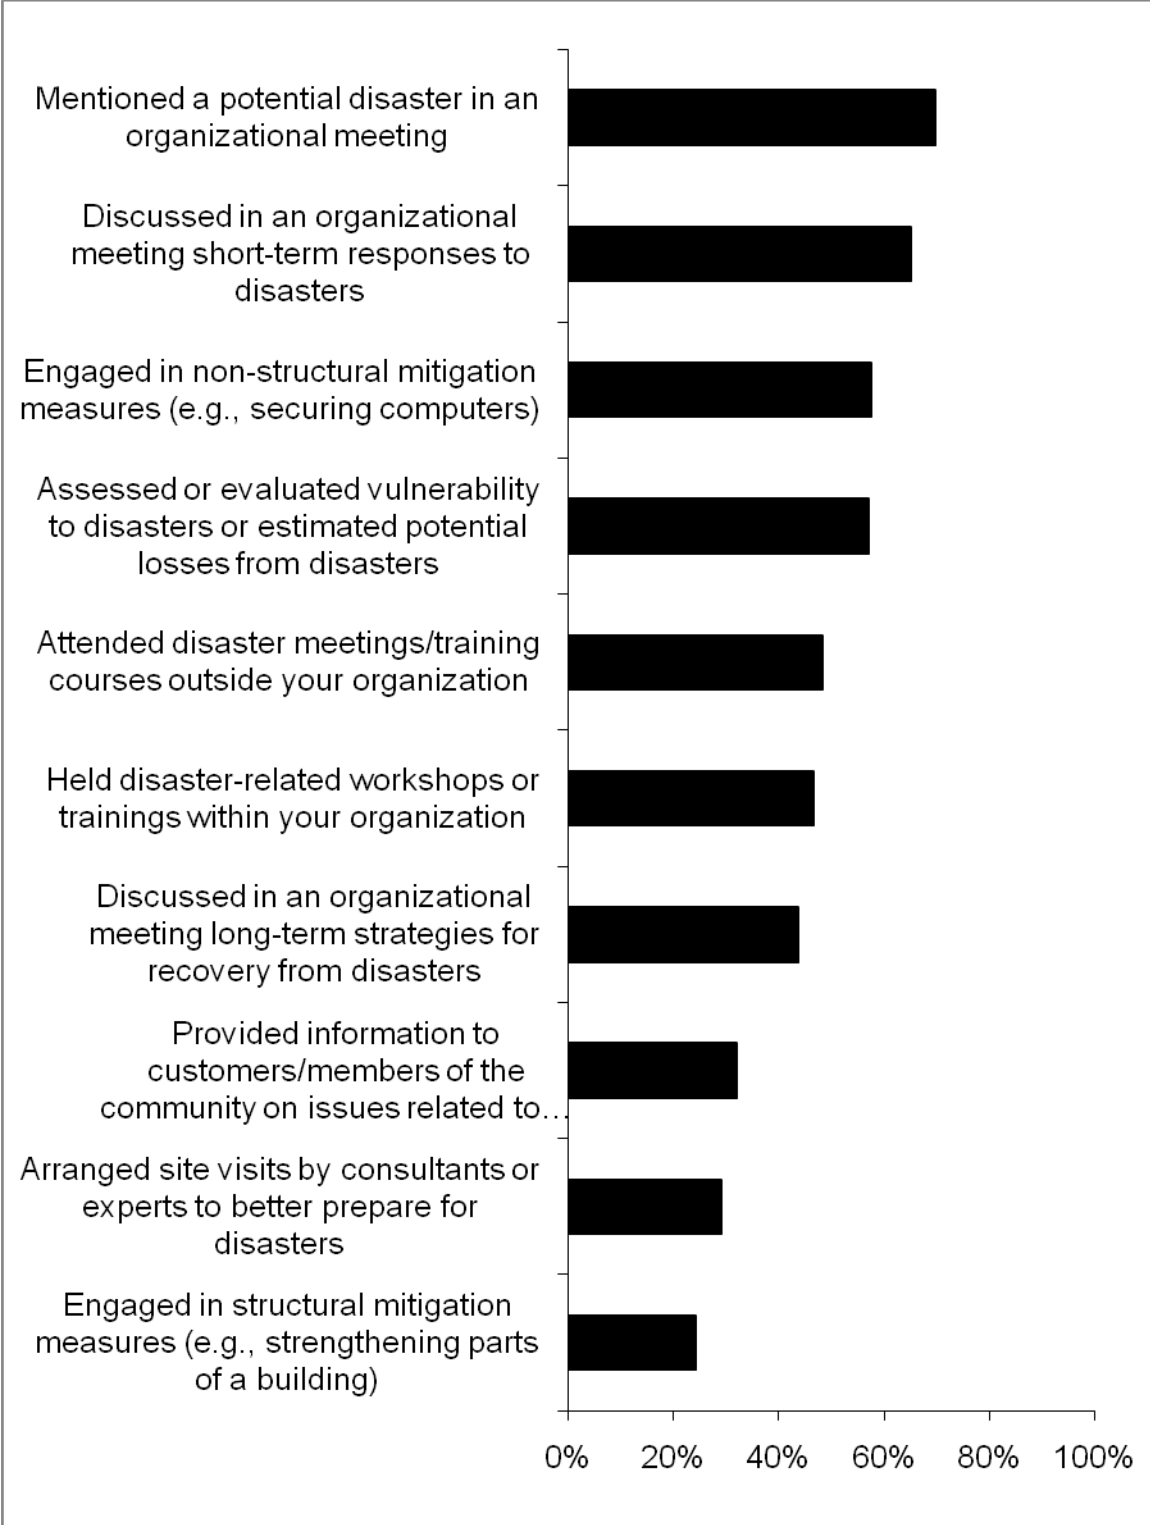 Mentioned a potential disaster in an
organizational meeting
Discussed in an organizational
meeting short-term responses to
disasters
Engaged in non-structural mitigation
measures (e.g., securing computers)
Assessed or evaluated vulnerability
to disasters or estimated potential
losses from disasters
Attended disaster meetings/training
courses outside your organization
Held disaster-related workshops or
trainings within your organization
Discussed in an organizational
meeting long-term strategies for
recovery from disasters
Provided information to
customers/members of the
community on issues related to…
Arranged site visits by consultants or
experts to better prepare for
disasters
Engaged in structural mitigation
measures (e.g., strengthening parts
of a building)
0% 20% 40% 60% 80% 100%